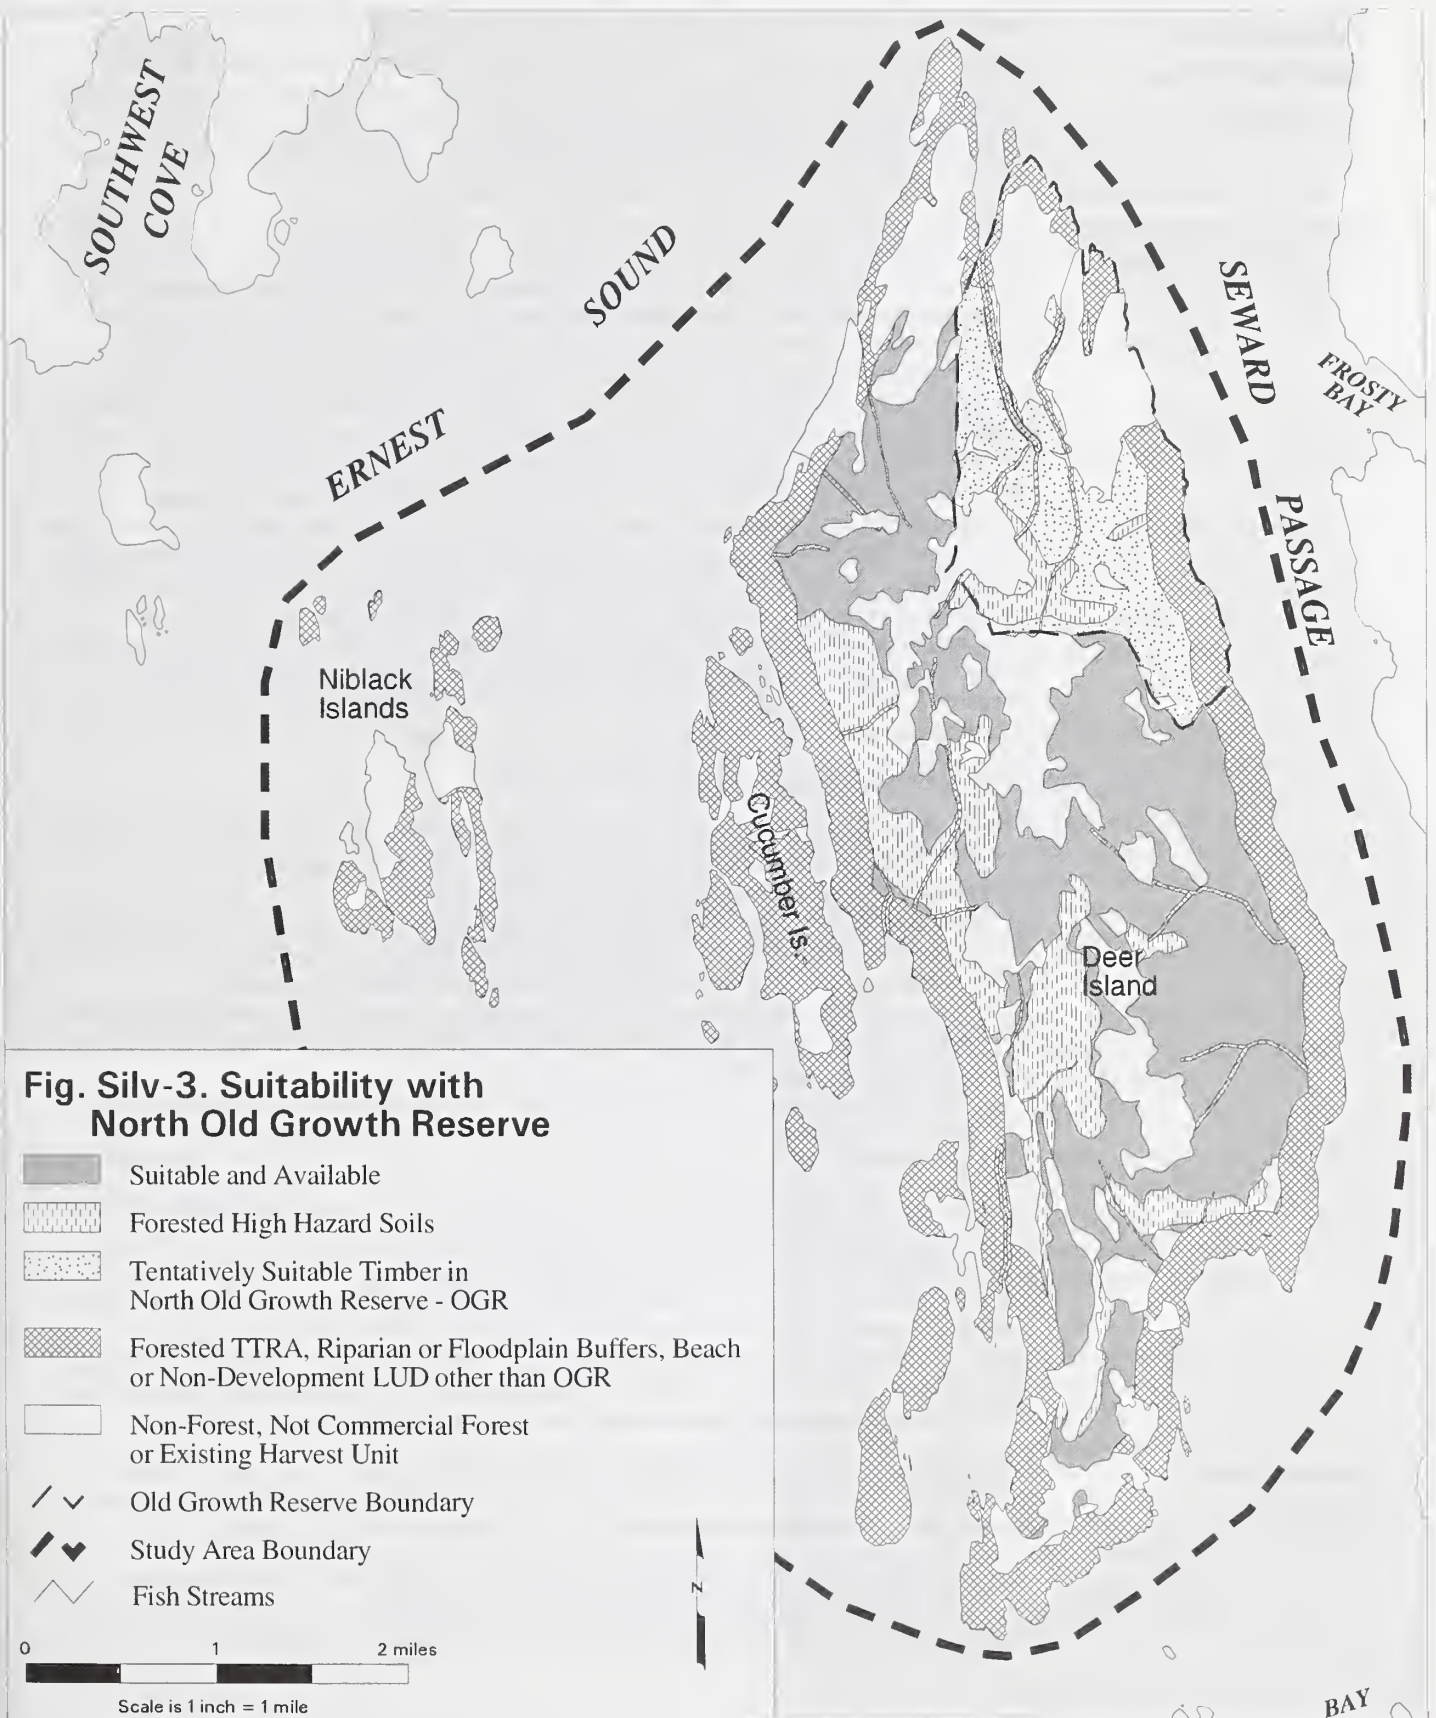 SOUTHWEST
COVE
ERNEST
SOUND
SEWARD
PASSAGE
FROSTY
BAY
Niblack
Islands
Cucumber Is.
Deer
Island
Fig. Silv-3. Suitability with
North Old Growth Reserve
Suitable and Available
Forested High Hazard Soils
Tentatively Suitable Timber in
North Old Growth Reserve - OGR
Forested TTRA, Riparian or Floodplain Buffers, Beach
or Non-Development LUD other than OGR
Non-Forest, Not Commercial Forest
or Existing Harvest Unit
Old Growth Reserve Boundary
Study Area Boundary
Fish Streams
N
0 1 2 miles
Scale is 1 inch = 1 mile
BAY